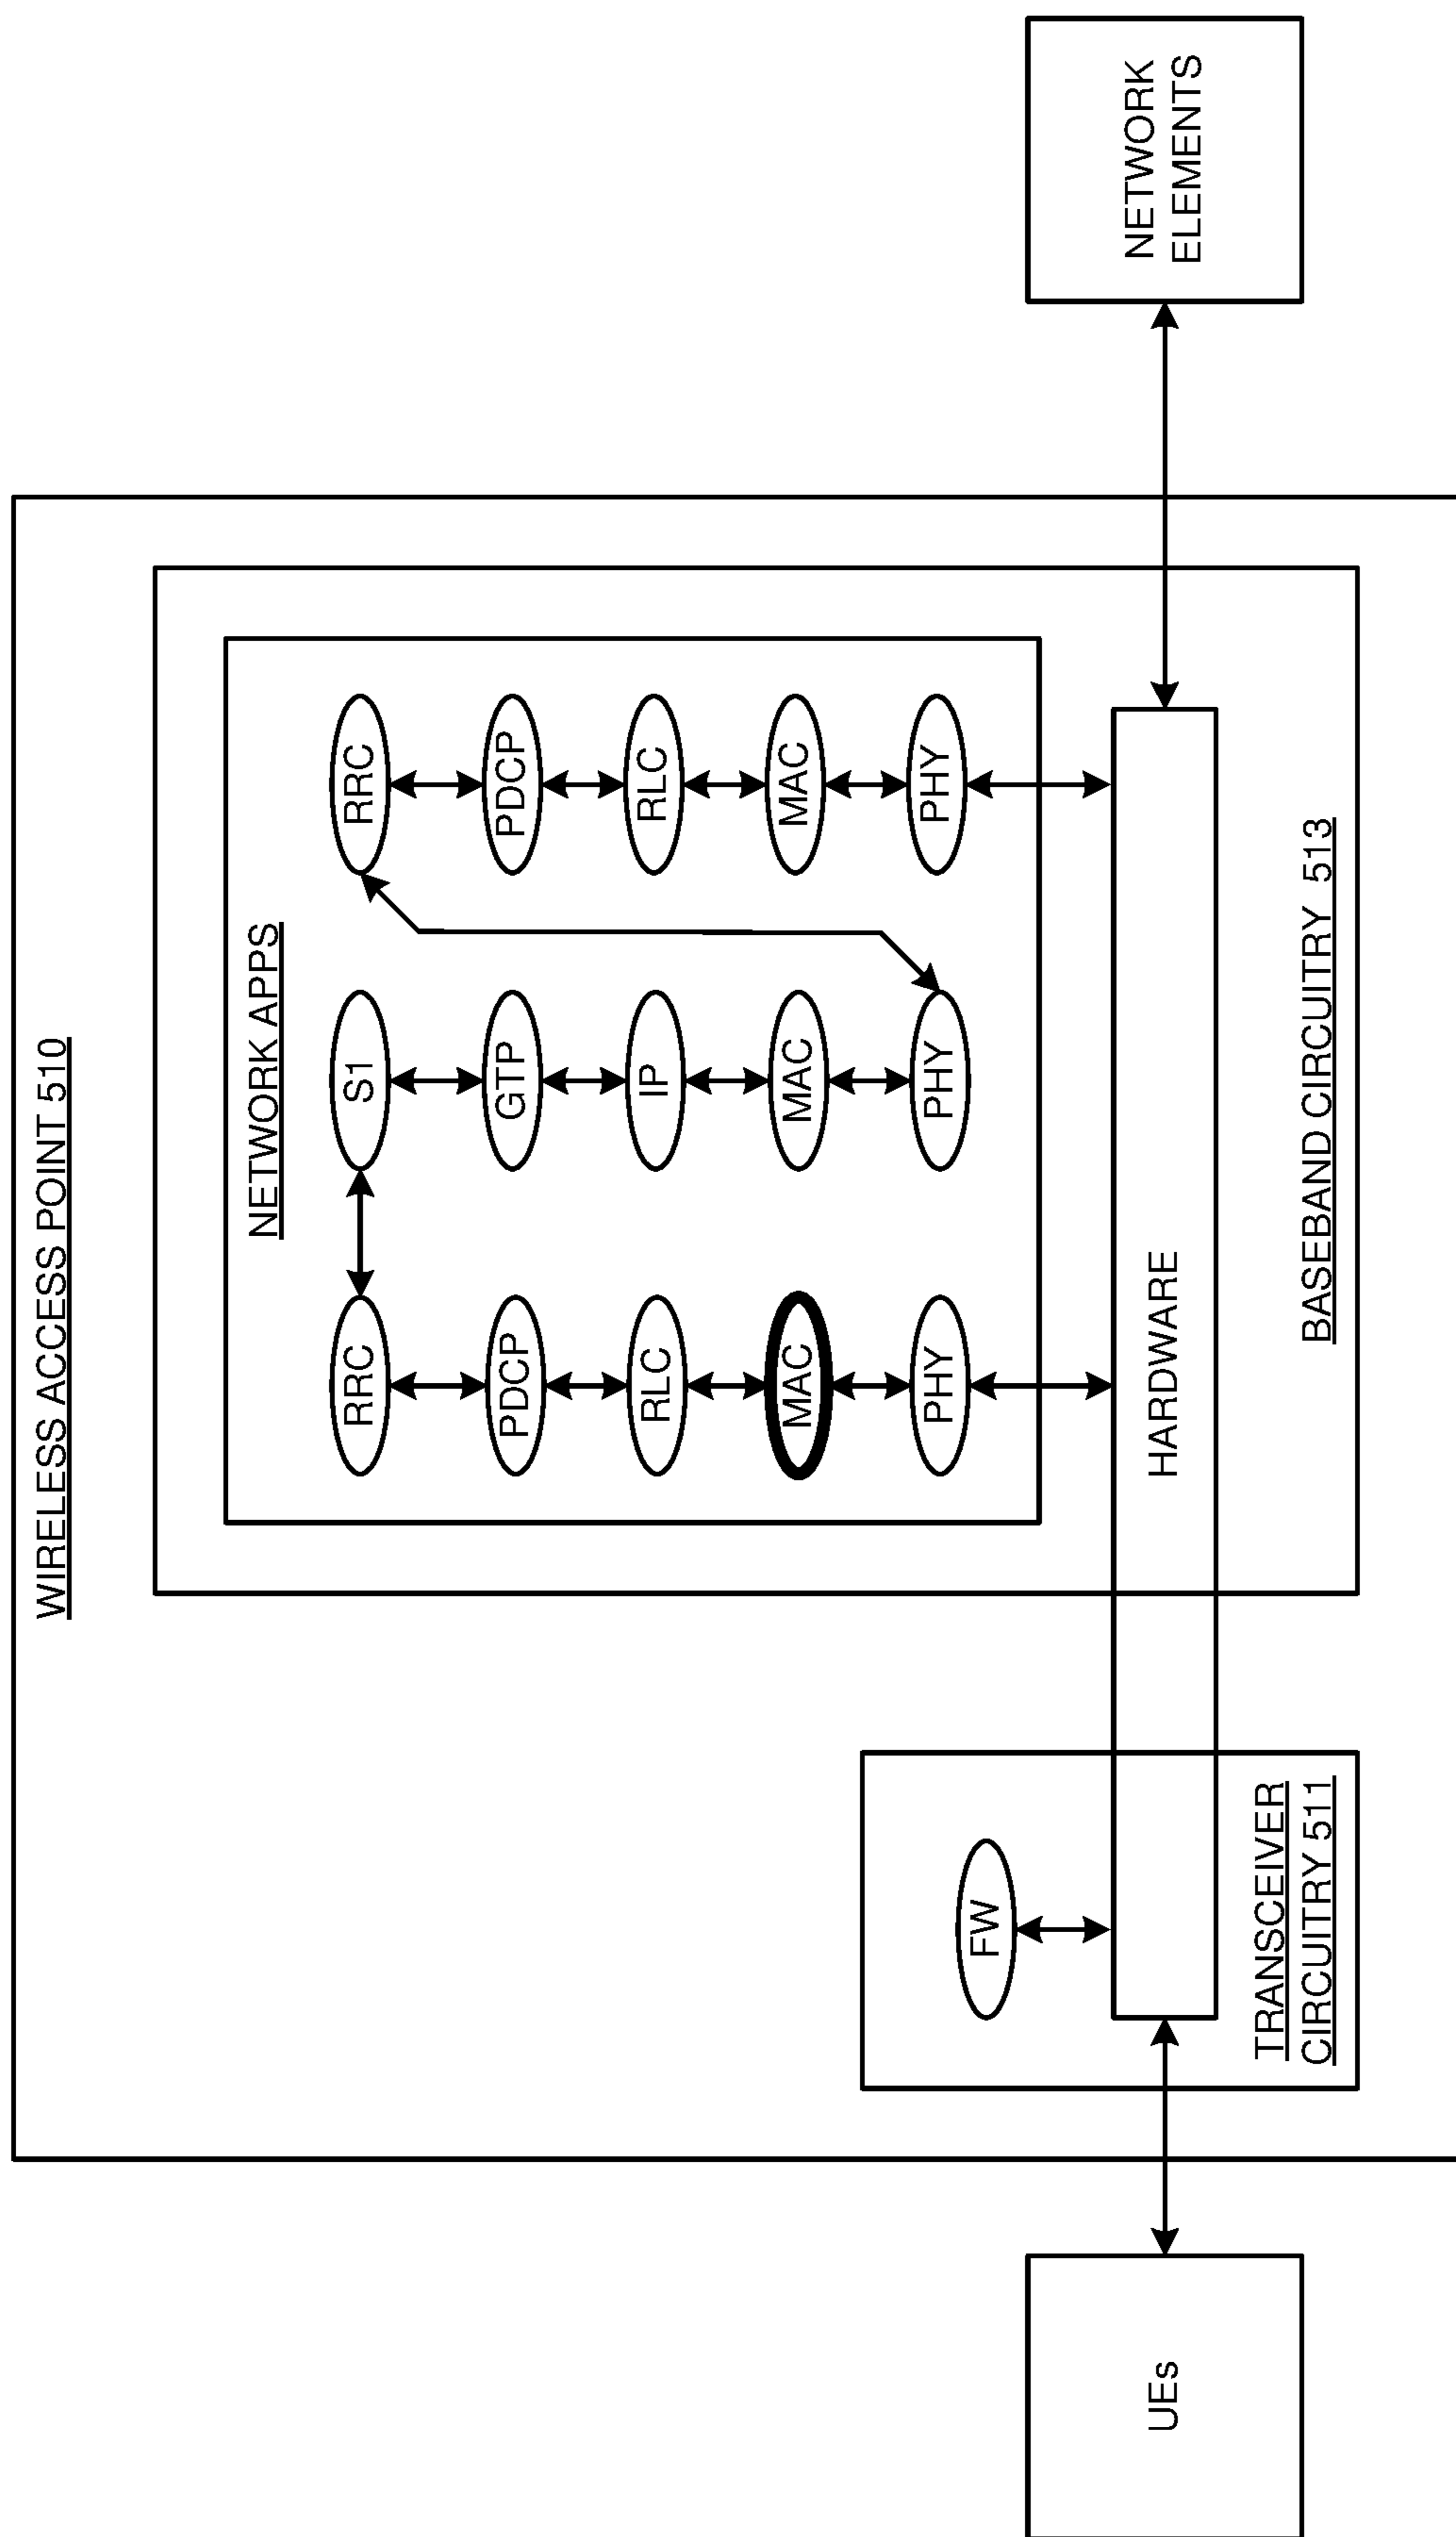 WIRELESS ACCESS POINT 510
NETWORK APPS
RRC
S1
RRC
PDCP
GTP
PDCP
RLC
IP
RLC
MAC
MAC
MAC
FW
PHY
PHY
PHY
UEs
HARDWARE
NETWORK
ELEMENTS
TRANSCEIVER
CIRCUITRY 511
BASEBAND CIRCUITRY 513